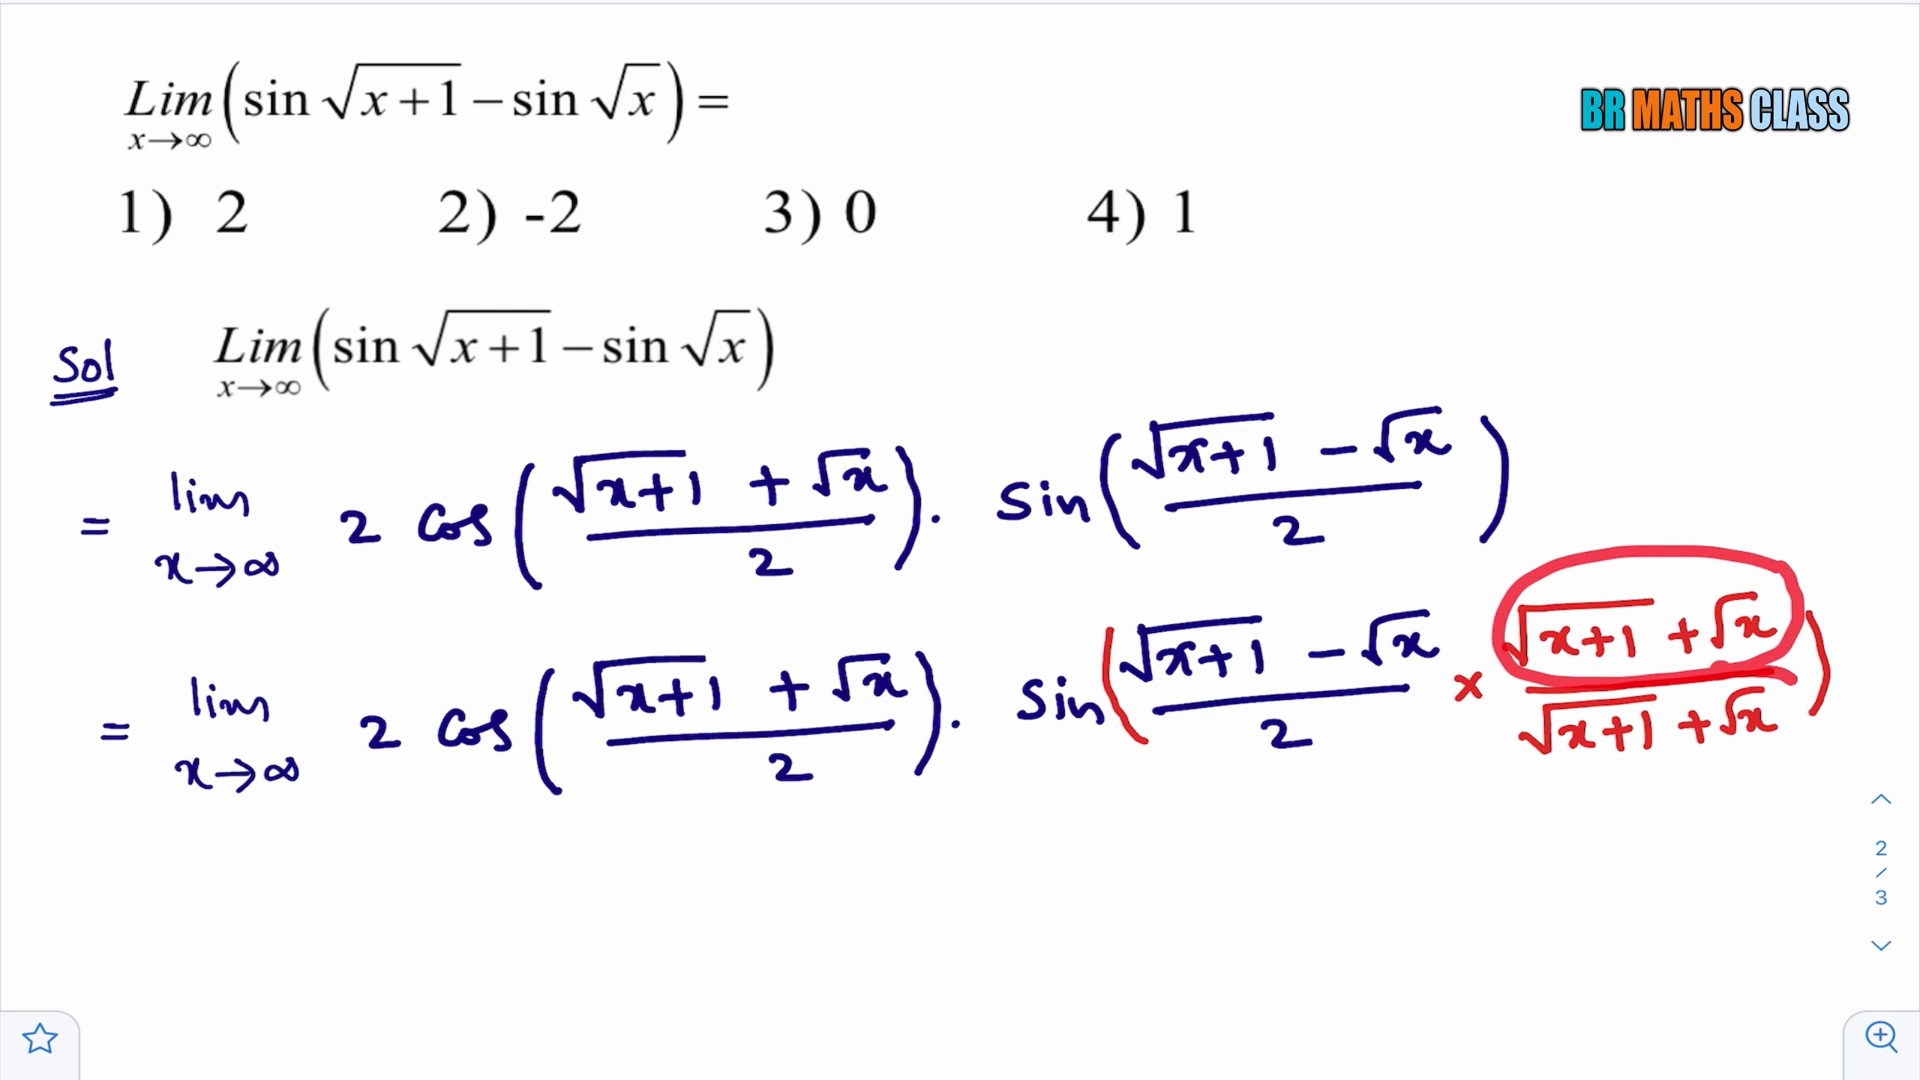 Lim x→∞ (sin √(x+1) − sin √x) =
BR MATHS CLASS
1) 2 2) -2 3) 0 4) 1
Sol Lim x→∞ (sin √(x+1) − sin √x)
= lim x→∞ 2 cos ((√(x+1) + √x)/2) . sin ((√(x+1) − √x)/2)
= lim x→∞ 2 cos ((√(x+1) + √x)/2) . sin ((√(x+1) − √x)/2 × (√(x+1) + √x)/(√(x+1) + √x))
2
/
3